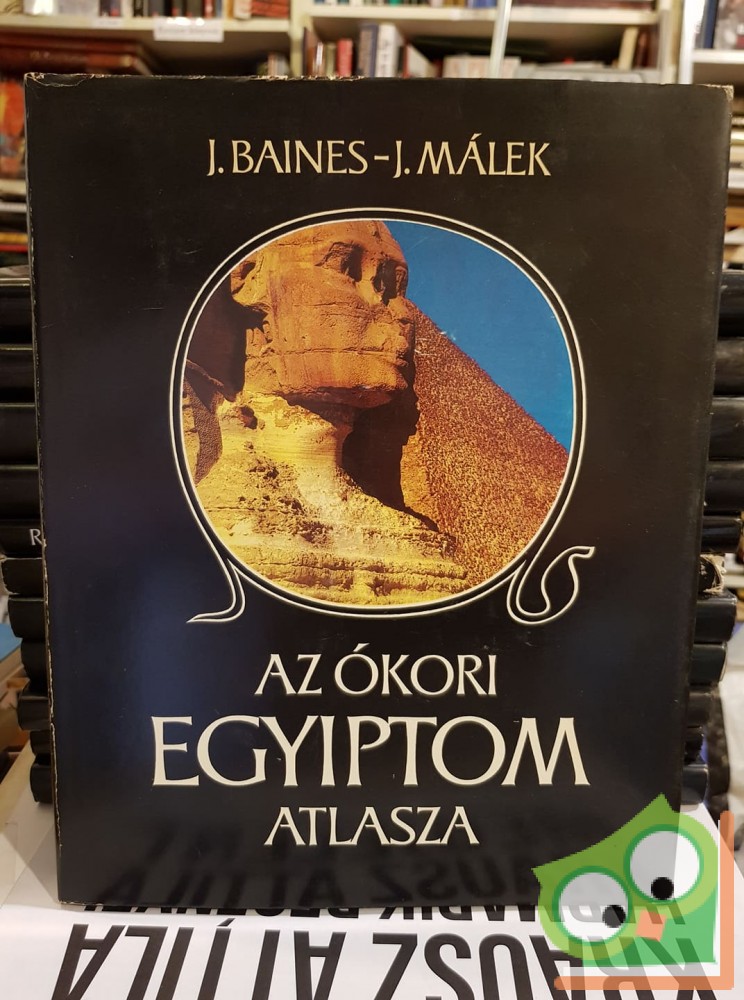 J. BAINES-J. MÁLEK
AZ ÓKORI
EGYIPTOM
ATLASZA